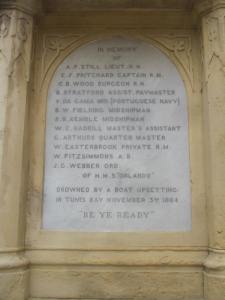 IN MEMORY
OF
A. F. STILL LIEUT. R.N.
C. F. PRITCHARD CAPTAIN R.M.
C. B. WOOD SURGEON R.N.
B. STRATFORD ASSIST. PAYMASTER
V. DA GAMA MID. (PORTUGUESE NAVY)
B. W. FIELDING MIDSHIPMAN
KEMBLE MIDSHIPMAN
W. C. MASTER'S ASSISTANT
C. ARTHURS QUARTER MASTER
W. EASTERBROOK PRIVATE R.M.
W. FITZSIMMONS A.B.
J. G. WEBBER ORD.
OF H.M.S. "ORLANDO"
DROWNED BY A BOAT UPSETTING
IN TUNIS BAY NOVEMBER 3RD 1864
"BE YE READY"